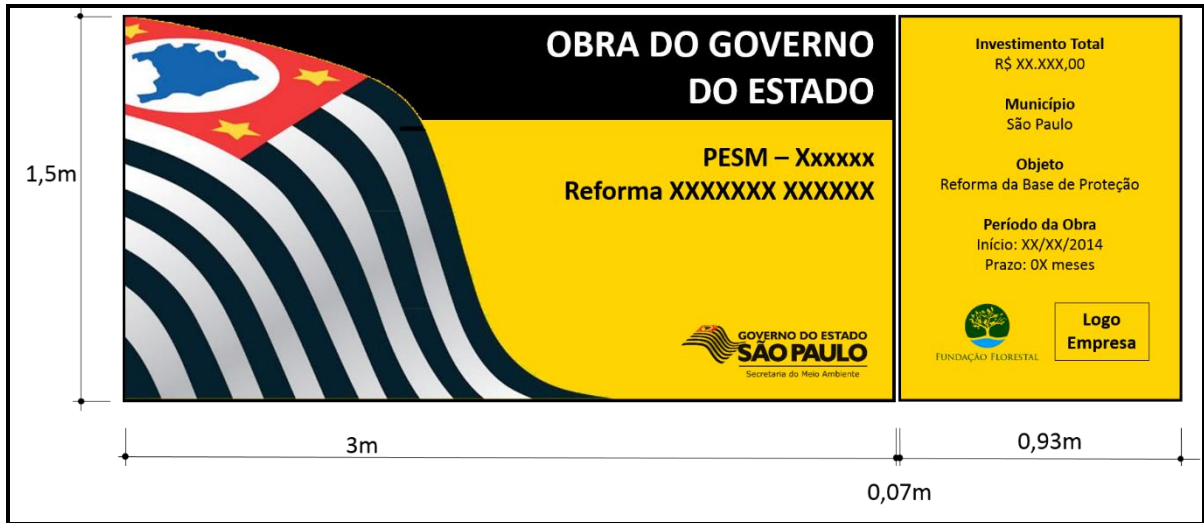 OBRA DO GOVERNO
DO ESTADO
PESM – Xxxxxx
Reforma XXXXXXX XXXXXX
GOVERNO DO ESTADO
SÃO PAULO
Secretaria do Meio Ambiente
Investimento Total
R$ XX.XXX,00
Município
São Paulo
Objeto
Reforma da Base de Proteção
Período da Obra
Início: XX/XX/2014
Prazo: 0X meses
FUNDAÇÃO FLORESTAL
Logo
Empresa
1,5m
3m
0,07m
0,93m